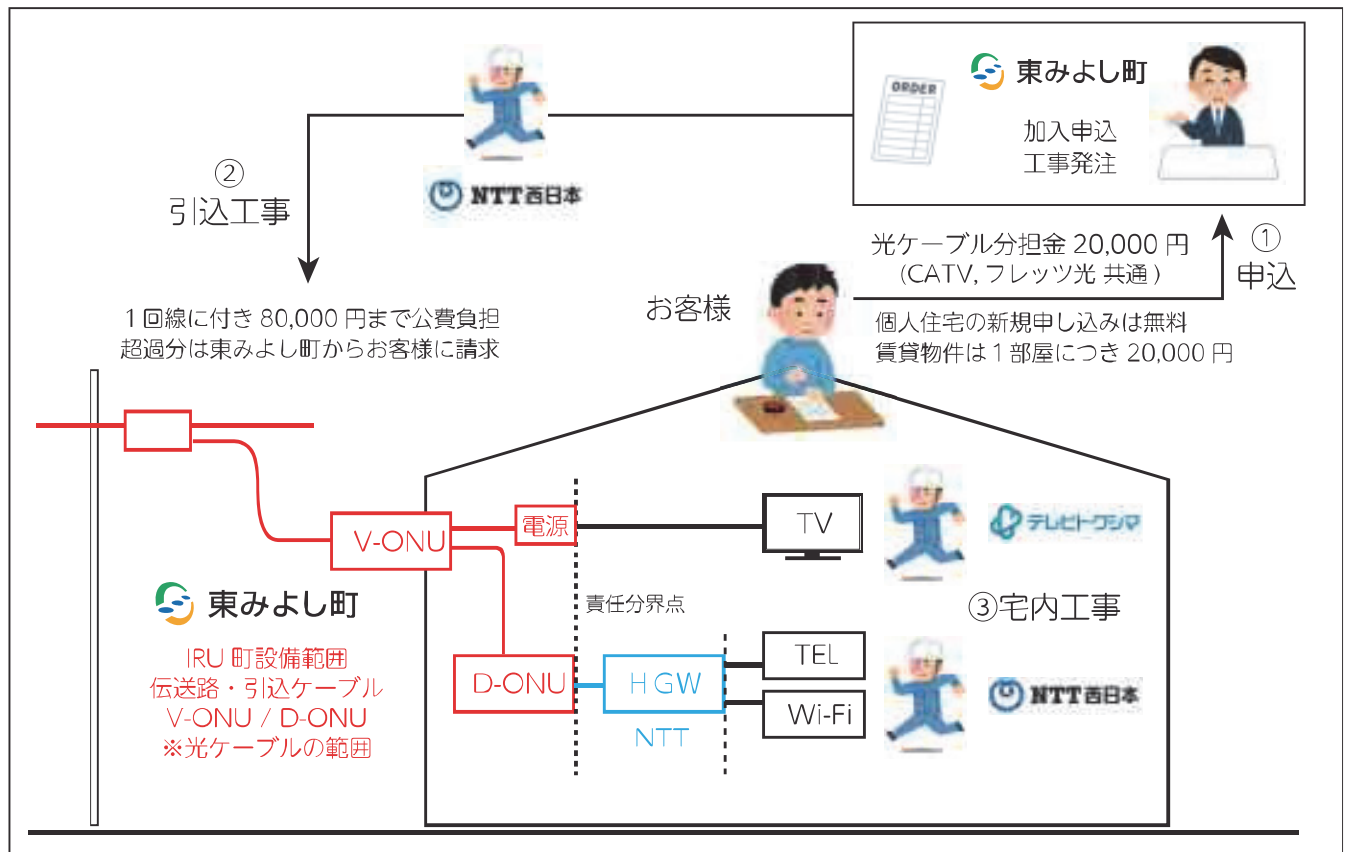 ORDER
東みよし町
加入申込
工事発注
②
引込工事
NTT西日本
光ケーブル分担金 20,000 円
(CATV, フレッツ光 共通 )
①
申込
お客様
1回線に付き 80,000 円まで公費負担
超過分は東みよし町からお客様に請求
個人住宅の新規申し込みは無料
賃貸物件は1部屋につき 20,000 円
V-ONU
電源
TV
テレビトクシマ
責任分界点
③宅内工事
東みよし町
IRU 町設備範囲
伝送路・引込ケーブル
V-ONU / D-ONU
※光ケーブルの範囲
D-ONU
HGW
NTT
TEL
Wi-Fi
NTT西日本